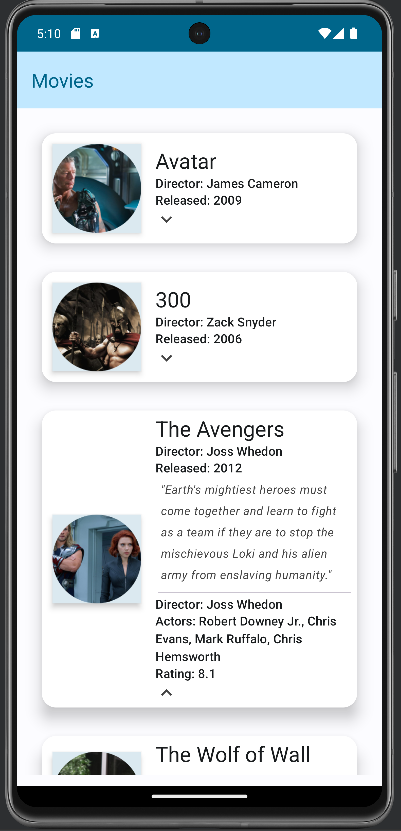 5:10
Movies
Avatar
Director: James Cameron
Released: 2009
300
Director: Zack Snyder
Released: 2006
The Avengers
Director: Joss Whedon
Released: 2012
"Earth's mightiest heroes must
come together and learn to fight
as a team if they are to stop the
mischievous Loki and his alien
army from enslaving humanity."
Director: Joss Whedon
Actors: Robert Downey Jr., Chris
Evans, Mark Ruffalo, Chris
Hemsworth
Rating: 8.1
The Wolf of Wall